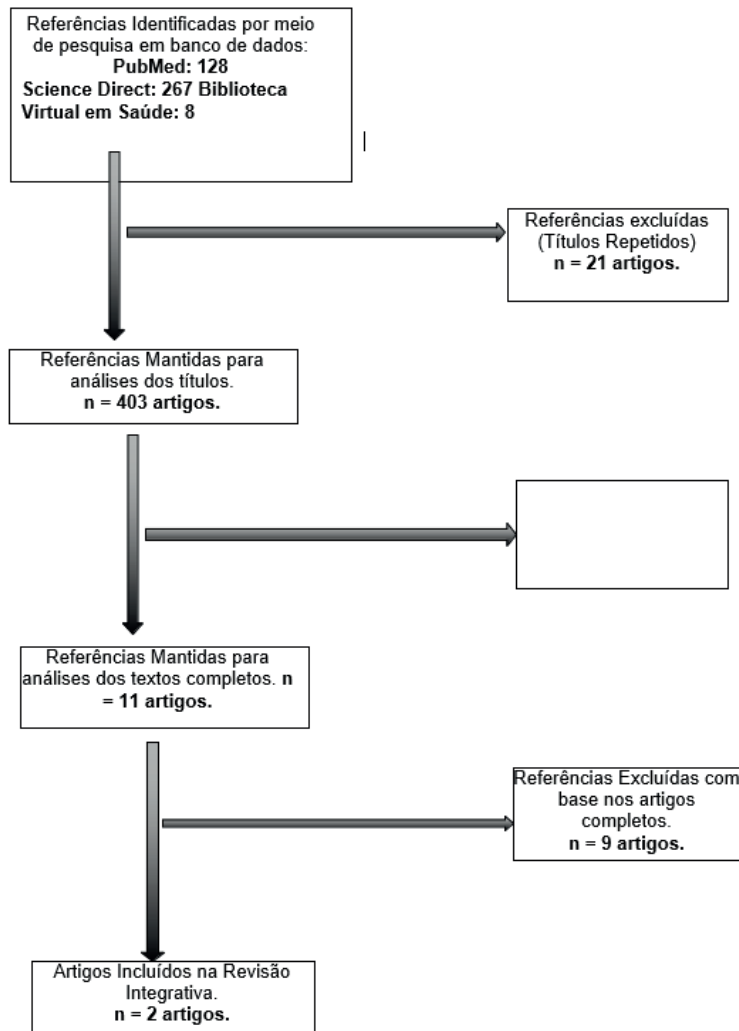 Referências Identificadas por meio
de pesquisa em banco de dados:
PubMed: 128
Science Direct: 267 Biblioteca
Virtual em Saúde: 8
Referências excluídas
(Títulos Repetidos)
n = 21 artigos.
Referências Mantidas para
análises dos títulos.
n = 403 artigos.
Referências Mantidas para
análises dos textos completos. n
= 11 artigos.
Referências Excluídas com
base nos artigos
completos.
n = 9 artigos.
Artigos Incluídos na Revisão
Integrativa.
n = 2 artigos.